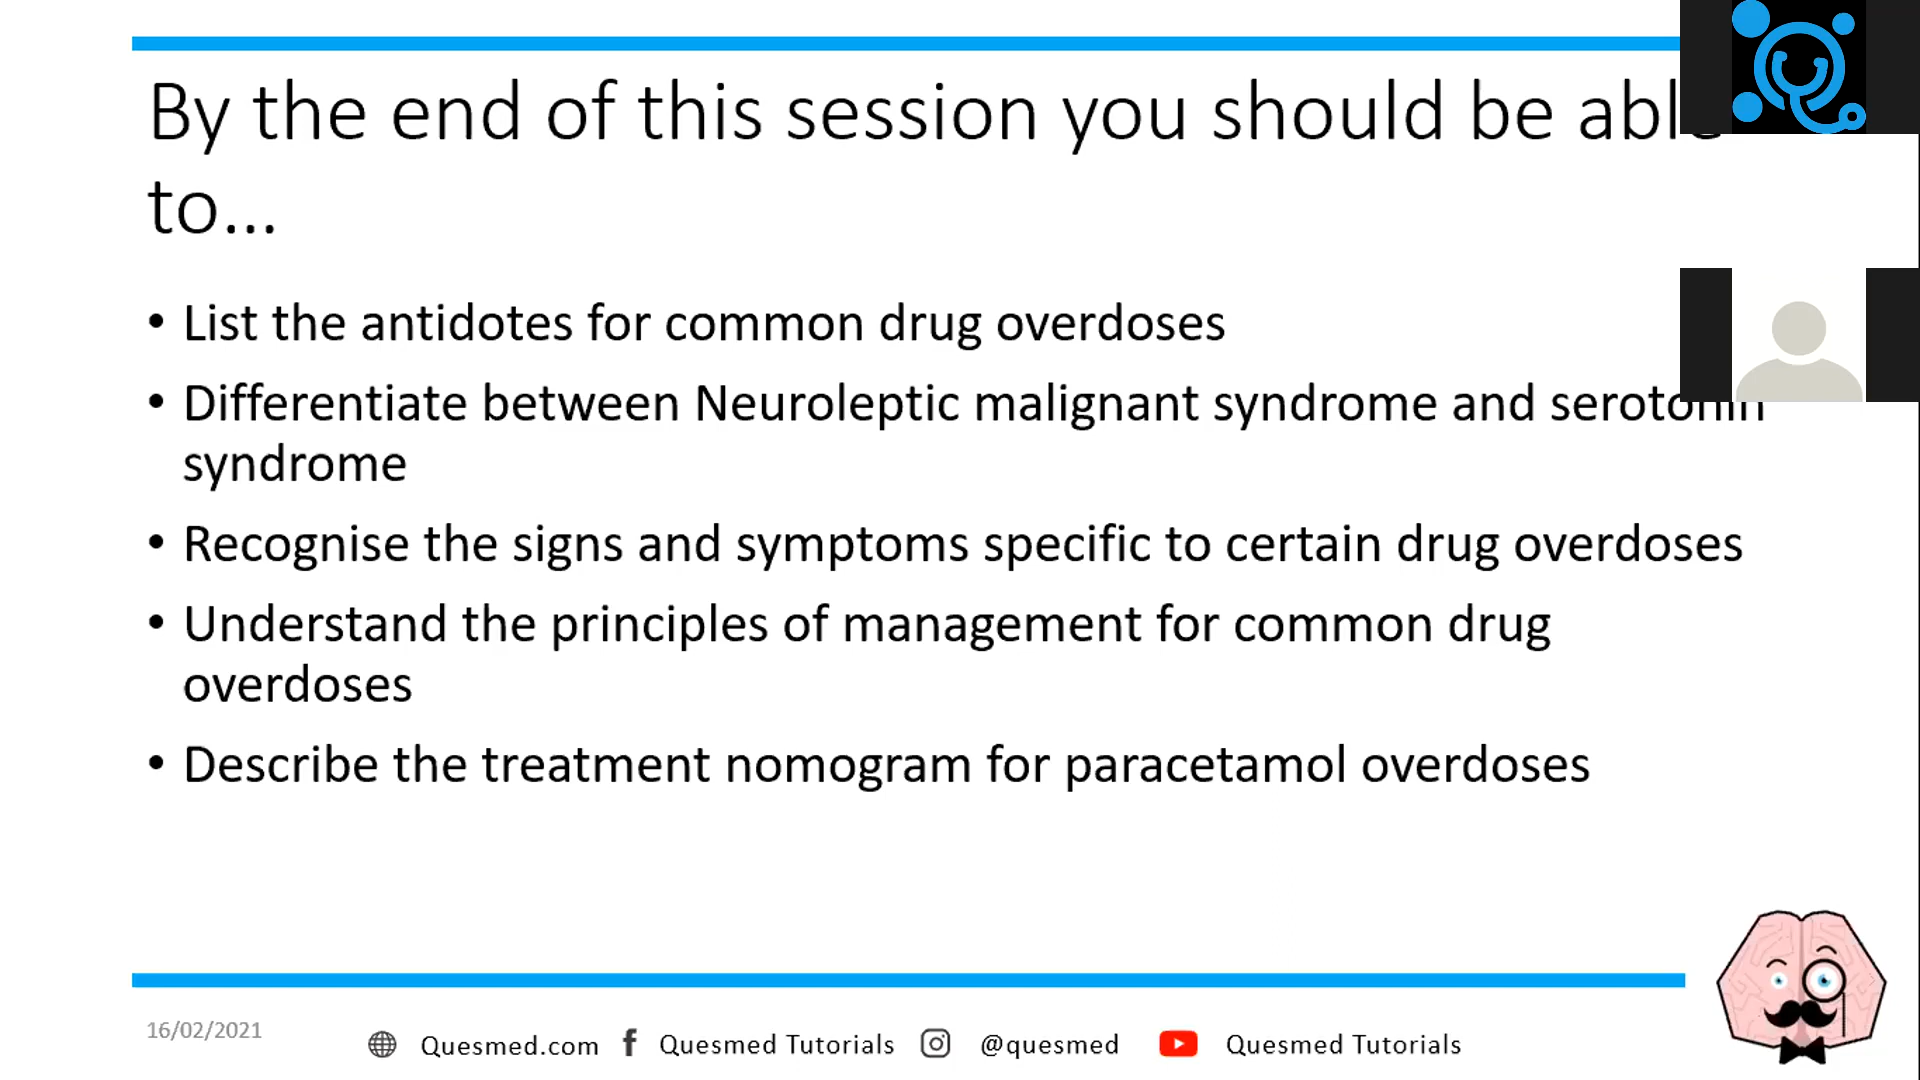 By the end of this session you should be able
to...
• List the antidotes for common drug overdoses
• Differentiate between Neuroleptic malignant syndrome and serotonin
syndrome
• Recognise the signs and symptoms specific to certain drug overdoses
• Understand the principles of management for common drug
overdoses
• Describe the treatment nomogram for paracetamol overdoses
16/02/2021
Quesmed.com Quesmed Tutorials @quesmed Quesmed Tutorials